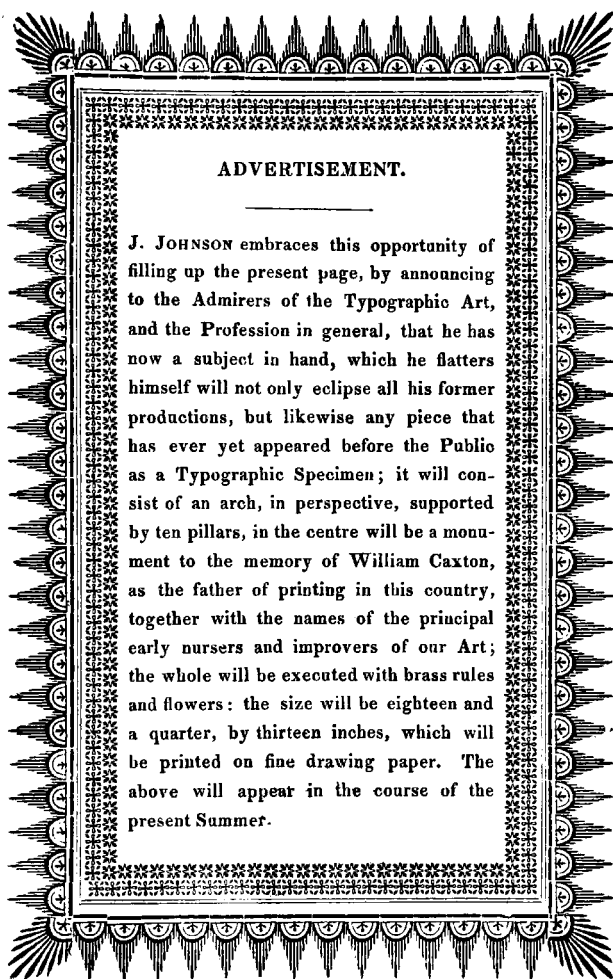 ADVERTISEMENT.
J. JOHNSON embraces this opportunity of
filling up the present page, by announcing
to the Admirers of the Typographic Art,
and the Profession in general, that he has
now a subject in hand, which he flatters
himself will not only eclipse all his former
productions, but likewise any piece that
has ever yet appeared before the Public
as a Typographic Specimen; it will con-
sist of an arch, in perspective, supported
by ten pillars, in the centre will be a monu-
ment to the memory of William Caxton,
as the father of printing in this country,
together with the names of the principal
early nursers and improvers of our Art;
the whole will be executed with brass rules
and flowers: the size will be eighteen and
a quarter, by thirteen inches, which will
be printed on fine drawing paper. The
above will appear in the course of the
present Summer.